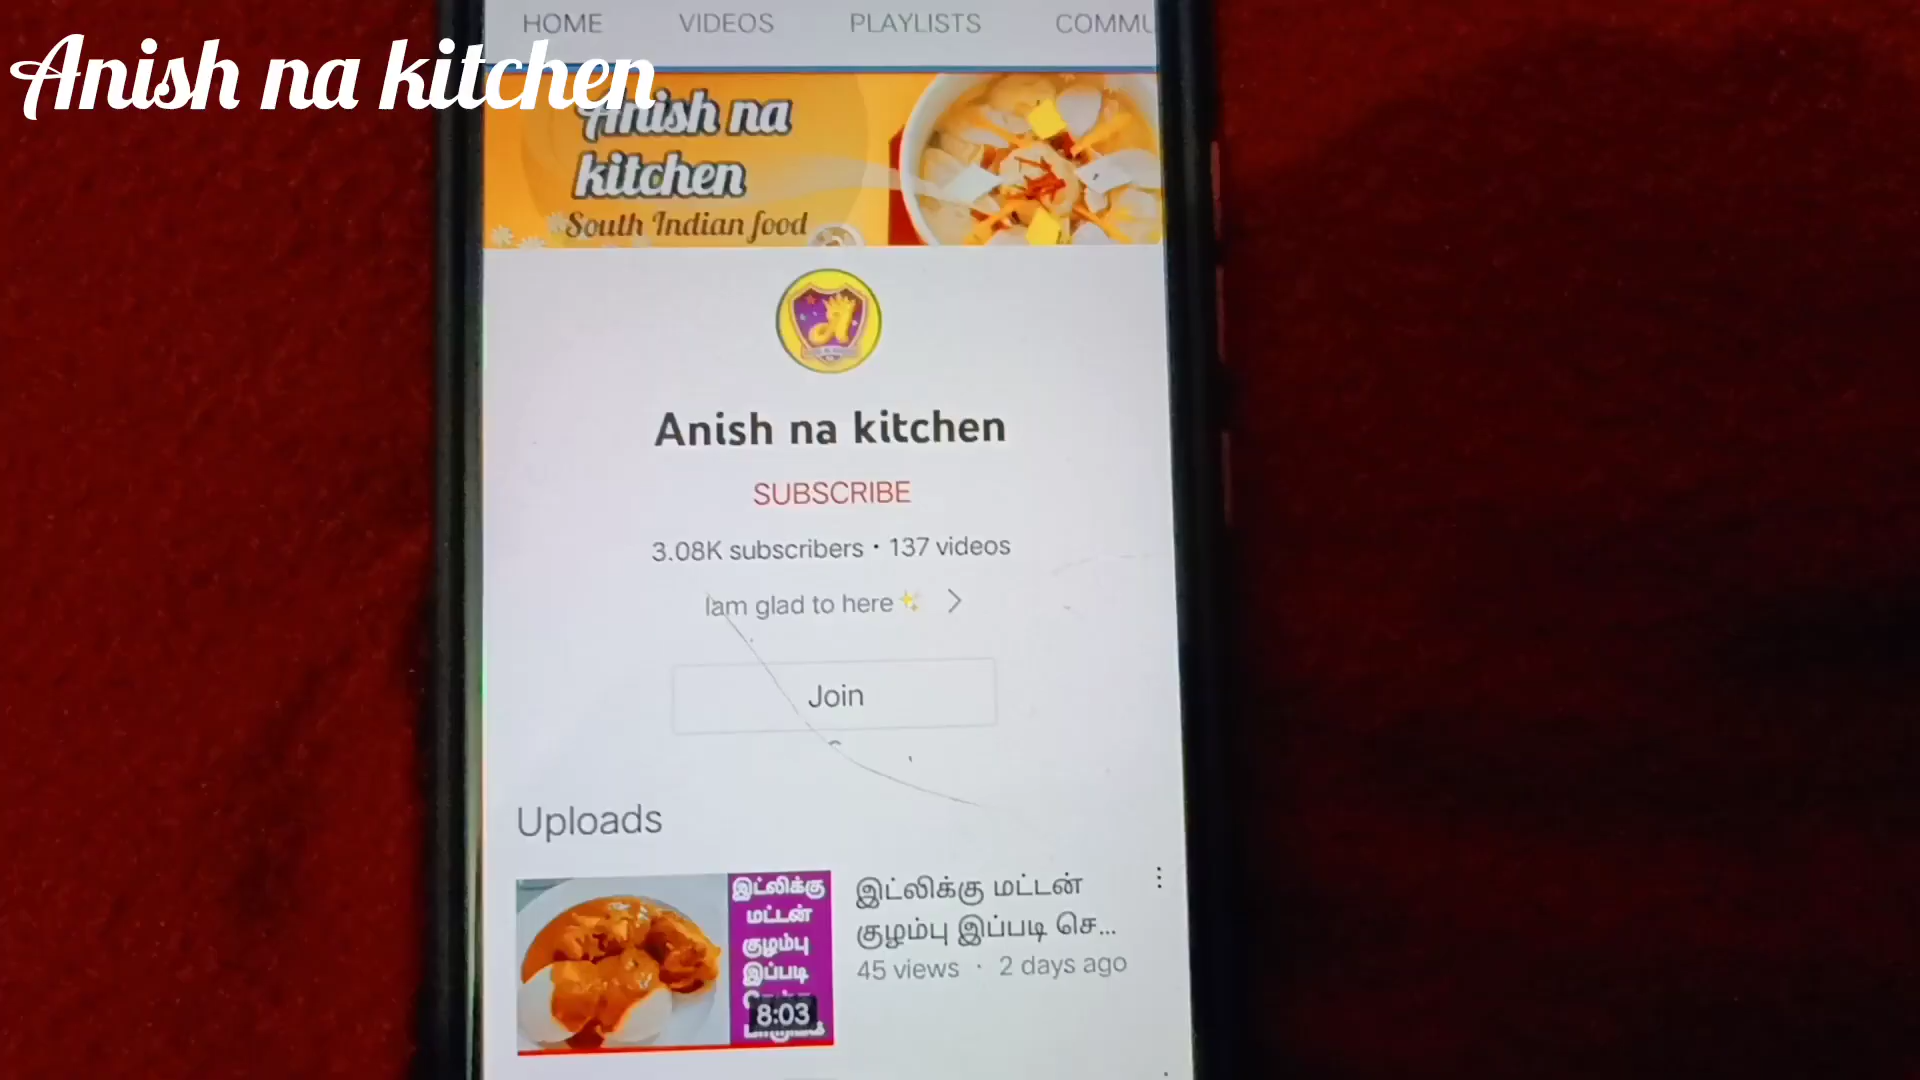 HOME VIDEOS PLAYLISTS COMMU
Anish na kitchen
Anish na
kitchen
South Indian food
Anish na kitchen
SUBSCRIBE
3.08K subscribers • 137 videos
Iam glad to here✨ >
Join
Uploads
இட்லிக்கு
மட்டன்
குழம்பு
இப்படி
8:03
இட்லிக்கு மட்டன்
குழம்பு இப்படி செ...
45 views · 2 days ago